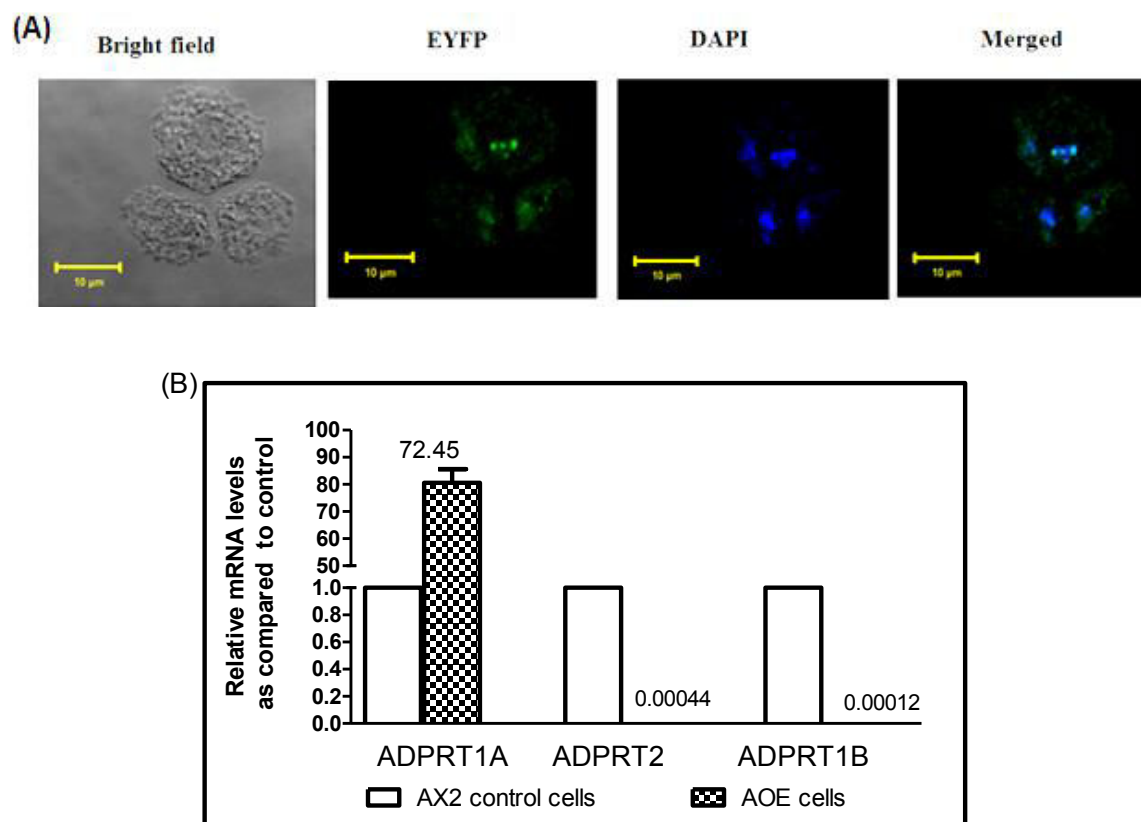 (A)
Bright field EYFP DAPI Merged
10 µm 10 µm 10 µm 10 µm
(B)
Relative mRNA levels
as compared to control
100
90
80
70
60
50
1.0
0.8
0.6
0.4
0.2
0.0
72.45
0.00044
0.00012
ADPRT1A ADPRT2 ADPRT1B
AX2 control cells AOE cells